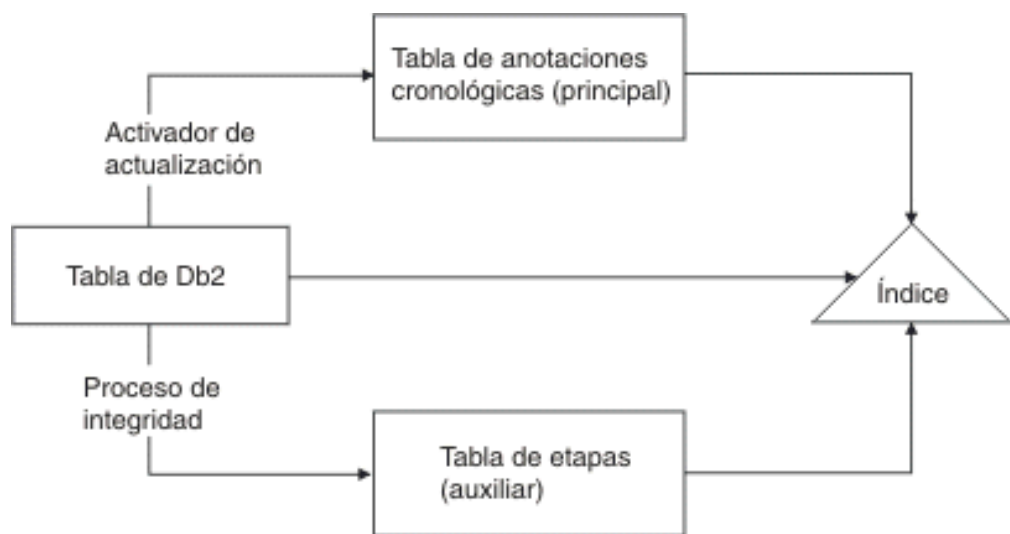 Tabla de anotaciones
cronológicas (principal)
Activador de
actualización
Tabla de Db2
Índice
Proceso de
integridad
Tabla de etapas
(auxiliar)